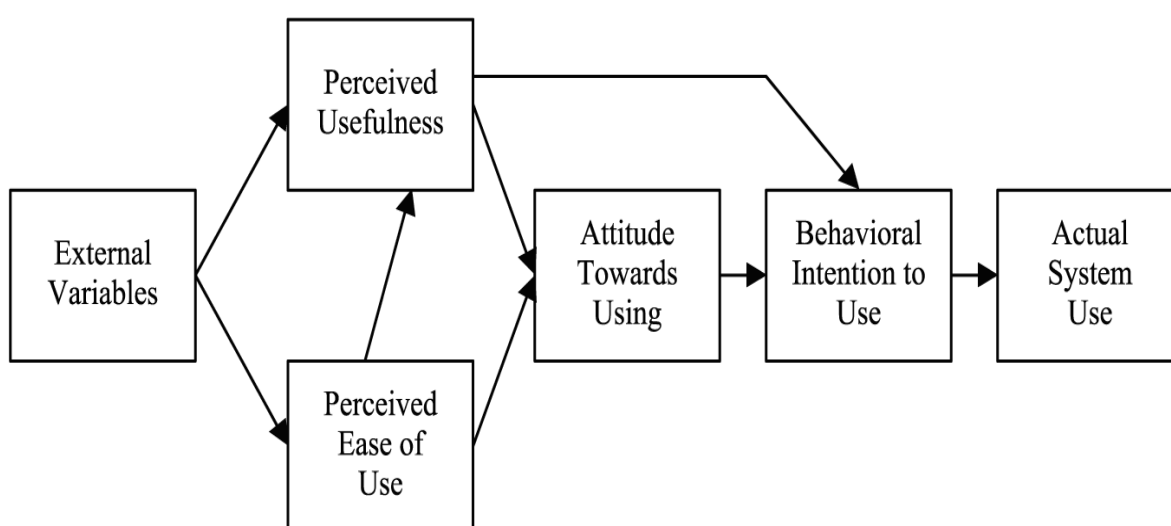 External
Variables
Perceived
Usefulness
Perceived
Ease of
Use
Attitude
Towards
Using
Behavioral
Intention to
Use
Actual
System
Use